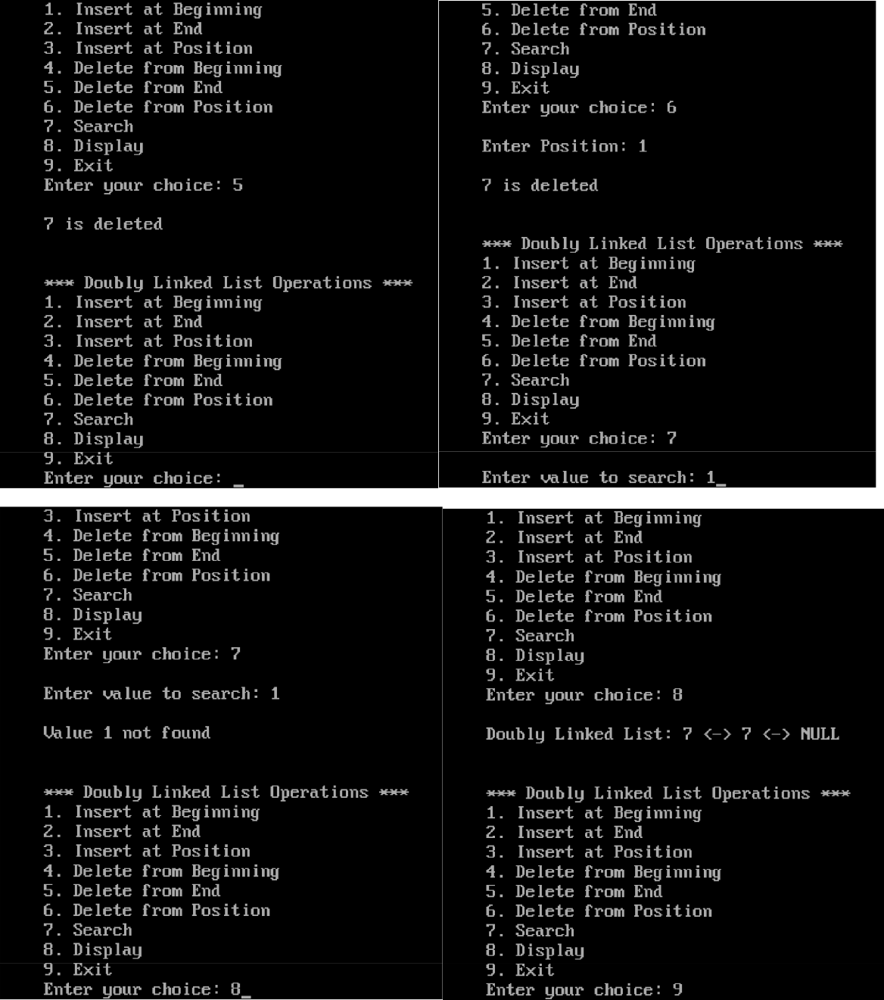 1. Insert at Beginning
2. Insert at End
3. Insert at Position
4. Delete from Beginning
5. Delete from End
6. Delete from Position
7. Search
8. Display
9. Exit
Enter your choice: 5
7 is deleted
*** Doubly Linked List Operations ***
1. Insert at Beginning
2. Insert at End
3. Insert at Position
4. Delete from Beginning
5. Delete from End
6. Delete from Position
7. Search
8. Display
9. Exit
Enter your choice: _
5. Delete from End
6. Delete from Position
7. Search
8. Display
9. Exit
Enter your choice: 6
Enter Position: 1
7 is deleted
*** Doubly Linked List Operations ***
1. Insert at Beginning
2. Insert at End
3. Insert at Position
4. Delete from Beginning
5. Delete from End
6. Delete from Position
7. Search
8. Display
9. Exit
Enter your choice: 7
Enter value to search: 1_
3. Insert at Position
4. Delete from Beginning
5. Delete from End
6. Delete from Position
7. Search
8. Display
9. Exit
Enter your choice: 7
Enter value to search: 1
Value 1 not found
*** Doubly Linked List Operations ***
1. Insert at Beginning
2. Insert at End
3. Insert at Position
4. Delete from Beginning
5. Delete from End
6. Delete from Position
7. Search
8. Display
9. Exit
Enter your choice: 8_
1. Insert at Beginning
2. Insert at End
3. Insert at Position
4. Delete from Beginning
5. Delete from End
6. Delete from Position
7. Search
8. Display
9. Exit
Enter your choice: 8
Doubly Linked List: 7 <-> 7 <-> NULL
*** Doubly Linked List Operations ***
1. Insert at Beginning
2. Insert at End
3. Insert at Position
4. Delete from Beginning
5. Delete from End
6. Delete from Position
7. Search
8. Display
9. Exit
Enter your choice: 9